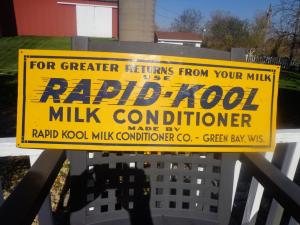 FOR GREATER RETURNS FROM YOUR MILK
USE
RAPID-KOOL
MILK CONDITIONER
MADE BY
RAPID KOOL MILK CONDITIONER CO. - GREEN BAY, WIS.